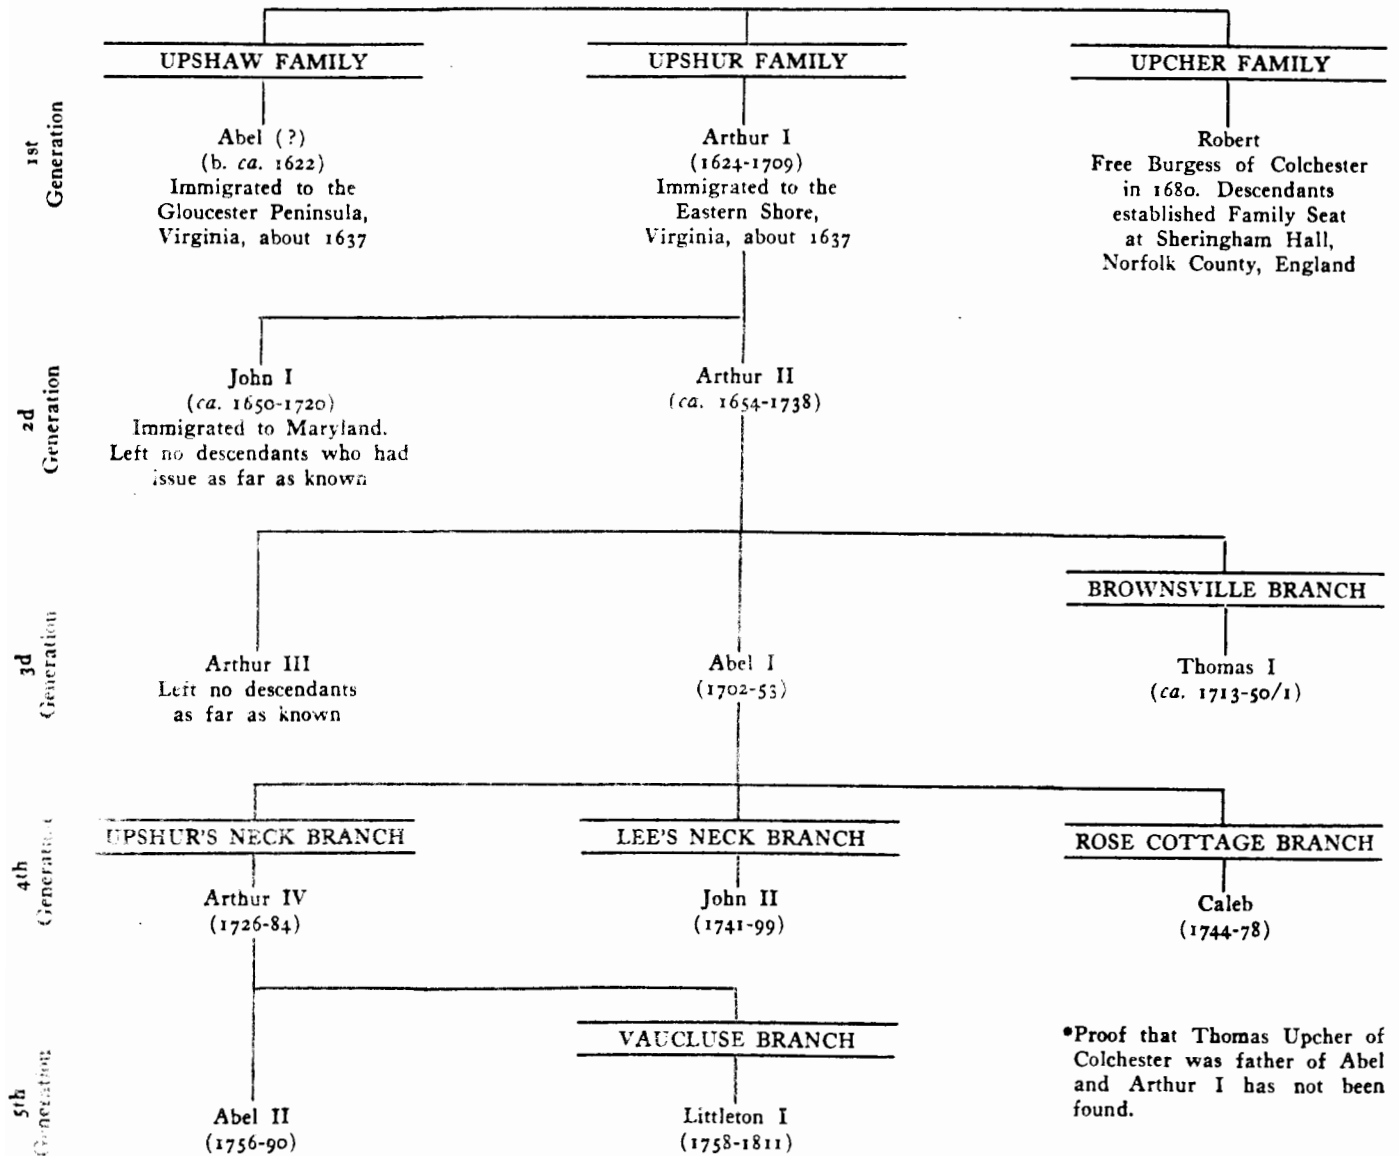 UPSHAW FAMILY
UPSHUR FAMILY
UPCHER FAMILY
1st
Generation
Abel (?)
(b. ca. 1622)
Immigrated to the
Gloucester Peninsula,
Virginia, about 1637
Arthur I
(1624-1709)
Immigrated to the
Eastern Shore,
Virginia, about 1637
Robert
Free Burgess of Colchester
in 1680. Descendants
established Family Seat
at Sheringham Hall,
Norfolk County, England
2d
Generation
John I
(ca. 1650-1720)
Immigrated to Maryland.
Left no descendants who had
issue as far as known
Arthur II
(ca. 1654-1738)
BROWNSVILLE BRANCH
3d
Generation
Arthur III
Left no descendants
as far as known
Abel I
(1702-53)
Thomas I
(ca. 1713-50/1)
UPSHUR'S NECK BRANCH
LEE'S NECK BRANCH
ROSE COTTAGE BRANCH
4th
Generation
Arthur IV
(1726-84)
John II
(1741-99)
Caleb
(1744-78)
VAUCLUSE BRANCH
5th
Generation
Abel II
(1756-90)
Littleton I
(1758-1811)
•Proof that Thomas Upcher of
Colchester was father of Abel
and Arthur I has not been
found.